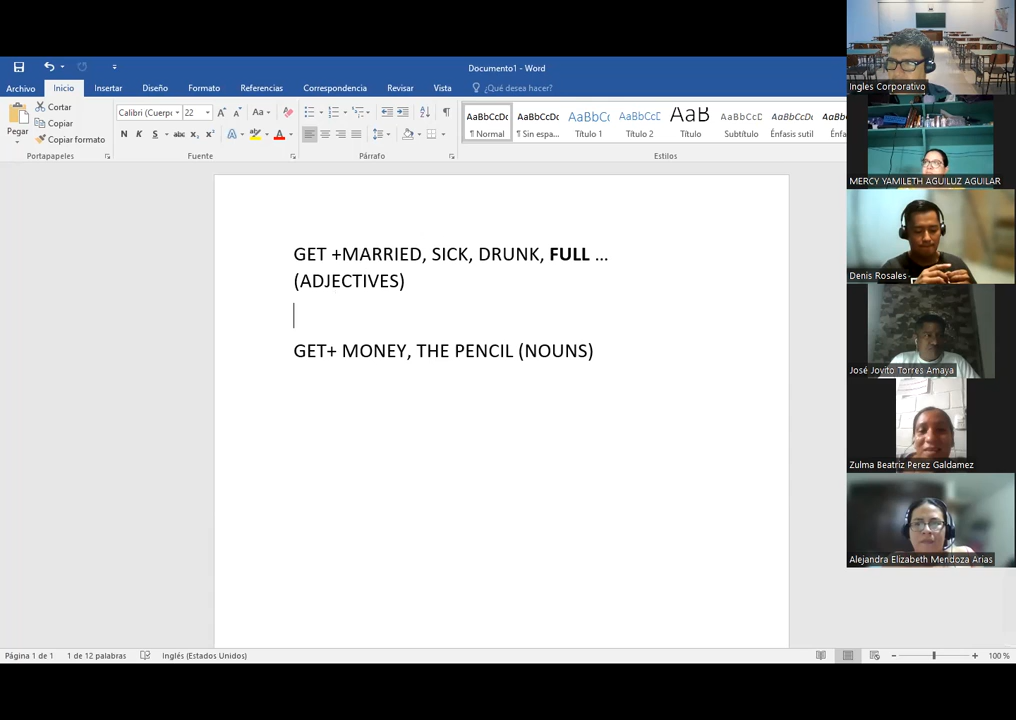 Documento1 - Word
Archivo Inicio Insertar Diseño Formato Referencias Correspondencia Revisar Vista ¿Qué desea hacer?
Pegar
Cortar
Copiar
Copiar formato
Portapapeles
Calibri (Cuerpo 22
Fuente
Párrafo
AaBbCcDc AaBbCcDc AaBbCc AaBbCcD AaB AaBbCcD AaBbCcDc AaBbCcDc
¶ Normal ¶ Sin espa... Título 1 Título 2 Título Subtítulo Énfasis sutil Énfa
Estilos
GET +MARRIED, SICK, DRUNK, FULL ...
(ADJECTIVES)
GET+ MONEY, THE PENCIL (NOUNS)
Ingles Corporativo
MERCY YAMILETH AGUILUZ AGUILAR
Denis Rosales
José Jovito Torres Amaya
Zulma Beatriz Perez Galdamez
Alejandra Elizabeth Mendoza Arias
Página 1 de 1 1 de 12 palabras Inglés (Estados Unidos) 100 %